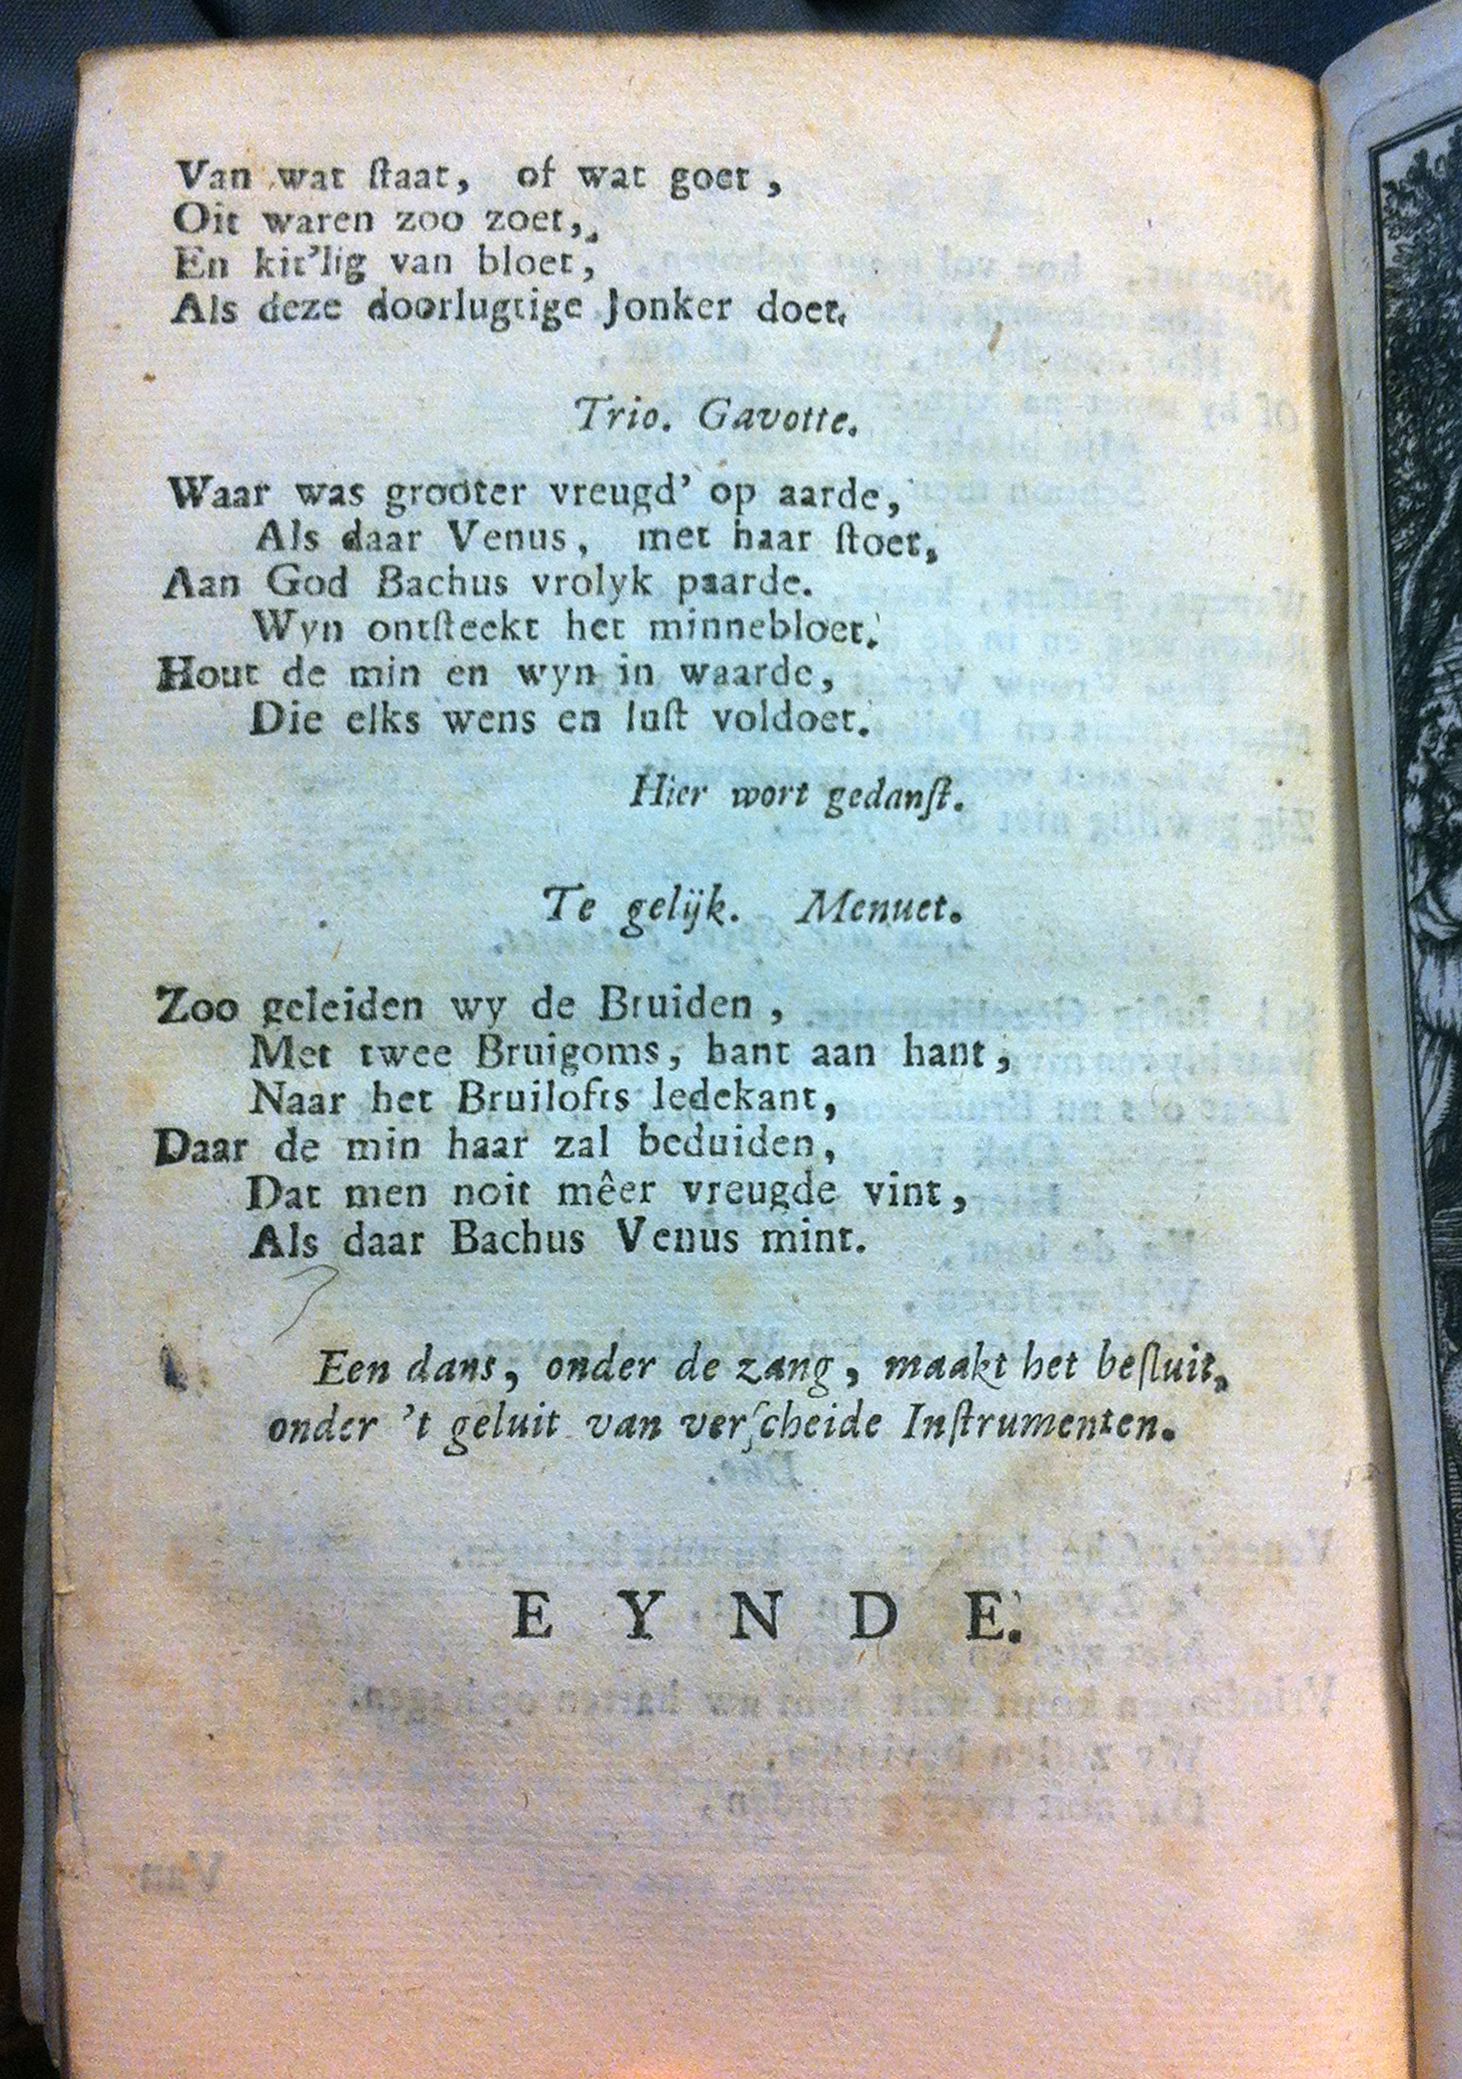 Van wat ſtaat, of wat goet,
Oit waren zoo zoet,
En kit'lig van bloet,
Als deze doorlugtige Jonker doet.
Trio. Gavotte.
Waar was grooter vreugd' op aarde,
Als daar Venus, met haar ſtoet,
Aan God Bachus vrolyk paarde.
Wyn ontſteekt het minnebloet.
Hout de min en wyn in waarde,
Die elks wens en luſt voldoet.
Hier wort gedanſt.
Te gelijk. Menuet.
Zoo geleiden wy de Bruiden,
Met twee Bruigoms, hant aan hant,
Naar het Bruilofts ledekant,
Daar de min haar zal beduiden,
Dat men noit mêer vreugde vint,
Als daar Bachus Venus mint.
Een dans, onder de zang, maakt het beſluit,
onder 't geluit van verſcheide Inſtrumenten.
EYNDE.